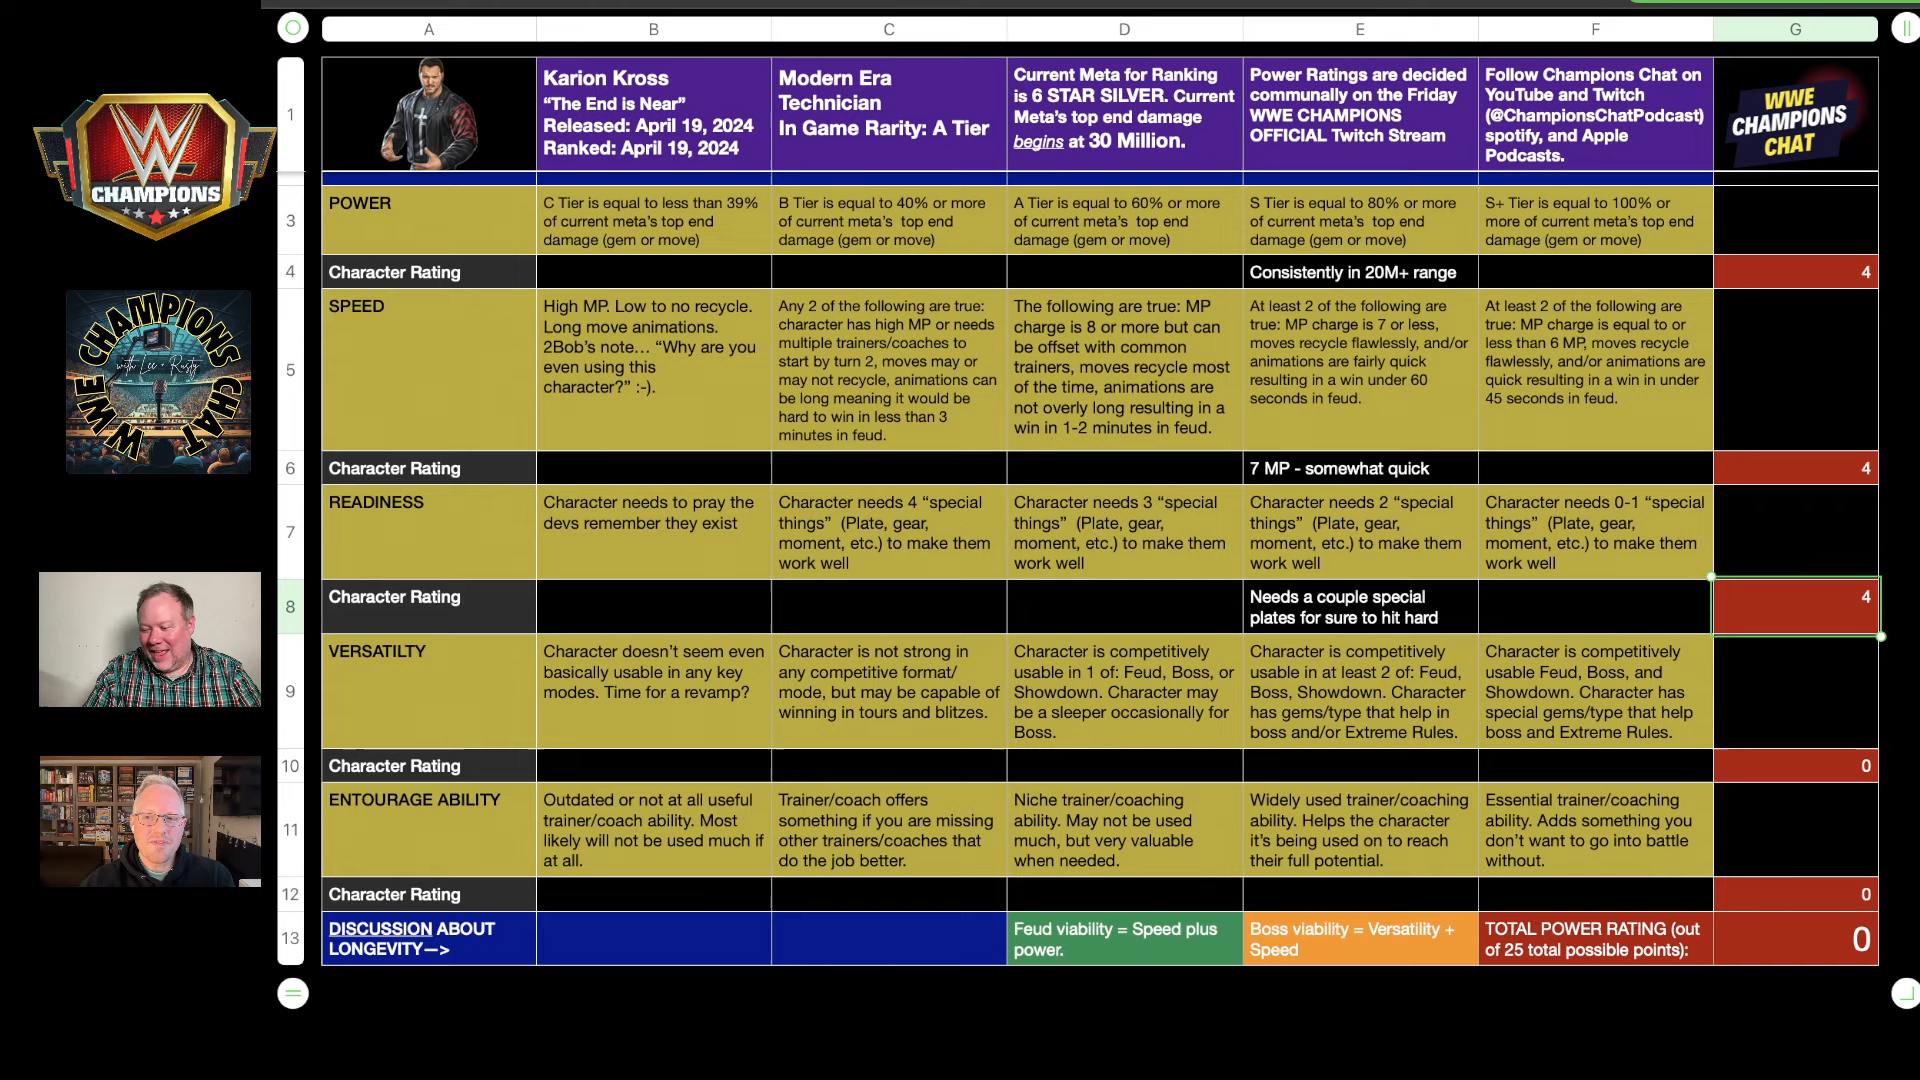 A B C D E F G
1
Karion Kross
“The End is Near”
Released: April 19, 2024
Ranked: April 19, 2024
Modern Era
Technician
In Game Rarity: A Tier
Current Meta for Ranking
is 6 STAR SILVER. Current
Meta’s top end damage
begins at 30 Million.
Power Ratings are decided
communally on the Friday
WWE CHAMPIONS
OFFICIAL Twitch Stream
Follow Champions Chat on
YouTube and Twitch
(@ChampionsChatPodcast)
spotify, and Apple
Podcasts.
WWE
CHAMPIONS
CHAT
3
POWER
C Tier is equal to less than 39%
of current meta’s top end
damage (gem or move)
B Tier is equal to 40% or more
of current meta’s top end
damage (gem or move)
A Tier is equal to 60% or more
of current meta’s top end
damage (gem or move)
S Tier is equal to 80% or more
of current meta’s top end
damage (gem or move)
S+ Tier is equal to 100% or
more of current meta’s top end
damage (gem or move)
4
Character Rating
Consistently in 20M+ range
4
5
SPEED
High MP. Low to no recycle.
Long move animations.
2Bob’s note… “Why are you
even using this
character?” :-).
Any 2 of the following are true:
character has high MP or needs
multiple trainers/coaches to
start by turn 2, moves may or
may not recycle, animations can
be long meaning it would be
hard to win in less than 3
minutes in feud.
The following are true: MP
charge is 8 or more but can
be offset with common
trainers, moves recycle most
of the time, animations are
not overly long resulting in a
win in 1-2 minutes in feud.
At least 2 of the following are
true: MP charge is 7 or less,
moves recycle flawlessly, and/or
animations are fairly quick
resulting in a win under 60
seconds in feud.
At least 2 of the following are
true: MP charge is equal to or
less than 6 MP, moves recycle
flawlessly, and/or animations are
quick resulting in a win in under
45 seconds in feud.
6
Character Rating
7 MP - somewhat quick
4
7
READINESS
Character needs to pray the
devs remember they exist
Character needs 4 “special
things” (Plate, gear,
moment, etc.) to make them
work well
Character needs 3 “special
things” (Plate, gear,
moment, etc.) to make them
work well
Character needs 2 “special
things” (Plate, gear,
moment, etc.) to make them
work well
Character needs 0-1 “special
things” (Plate, gear,
moment, etc.) to make them
work well
8
Character Rating
Needs a couple special
plates for sure to hit hard
4
9
VERSATILTY
Character doesn’t seem even
basically usable in any key
modes. Time for a revamp?
Character is not strong in
any competitive format/
mode, but may be capable of
winning in tours and blitzes.
Character is competitively
usable in 1 of: Feud, Boss, or
Showdown. Character may
be a sleeper occasionally for
Boss.
Character is competitively
usable in at least 2 of: Feud,
Boss, Showdown. Character
has gems/type that help in
boss and/or Extreme Rules.
Character is competitively
usable Feud, Boss, and
Showdown. Character has
special gems/type that help
boss and Extreme Rules.
10
Character Rating
0
11
ENTOURAGE ABILITY
Outdated or not at all useful
trainer/coach ability. Most
likely will not be used much if
at all.
Trainer/coach offers
something if you are missing
other trainers/coaches that
do the job better.
Niche trainer/coaching
ability. May not be used
much, but very valuable
when needed.
Widely used trainer/coaching
ability. Helps the character
it’s being used on to reach
their full potential.
Essential trainer/coaching
ability. Adds something you
don’t want to go into battle
without.
12
Character Rating
0
13
DISCUSSION ABOUT
LONGEVITY—>
Feud viability = Speed plus
power.
Boss viability = Versatility +
Speed
TOTAL POWER RATING (out
of 25 total possible points):
0
W
CHAMPIONS
WWE CHAMPIONS CHAT
with Lee + Rusty